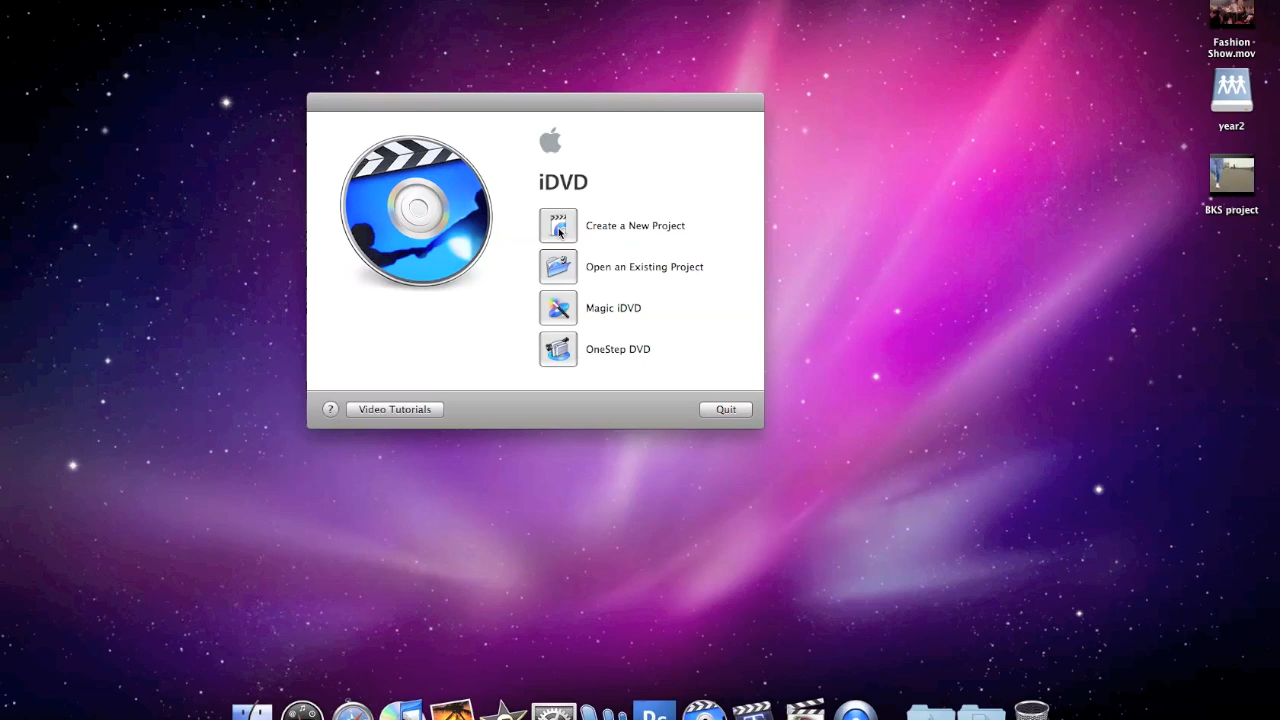 Fashion -
Show.mov
year2
BKS project
iDVD
Create a New Project
Open an Existing Project
Magic iDVD
OneStep DVD
? Video Tutorials
Quit
Ps